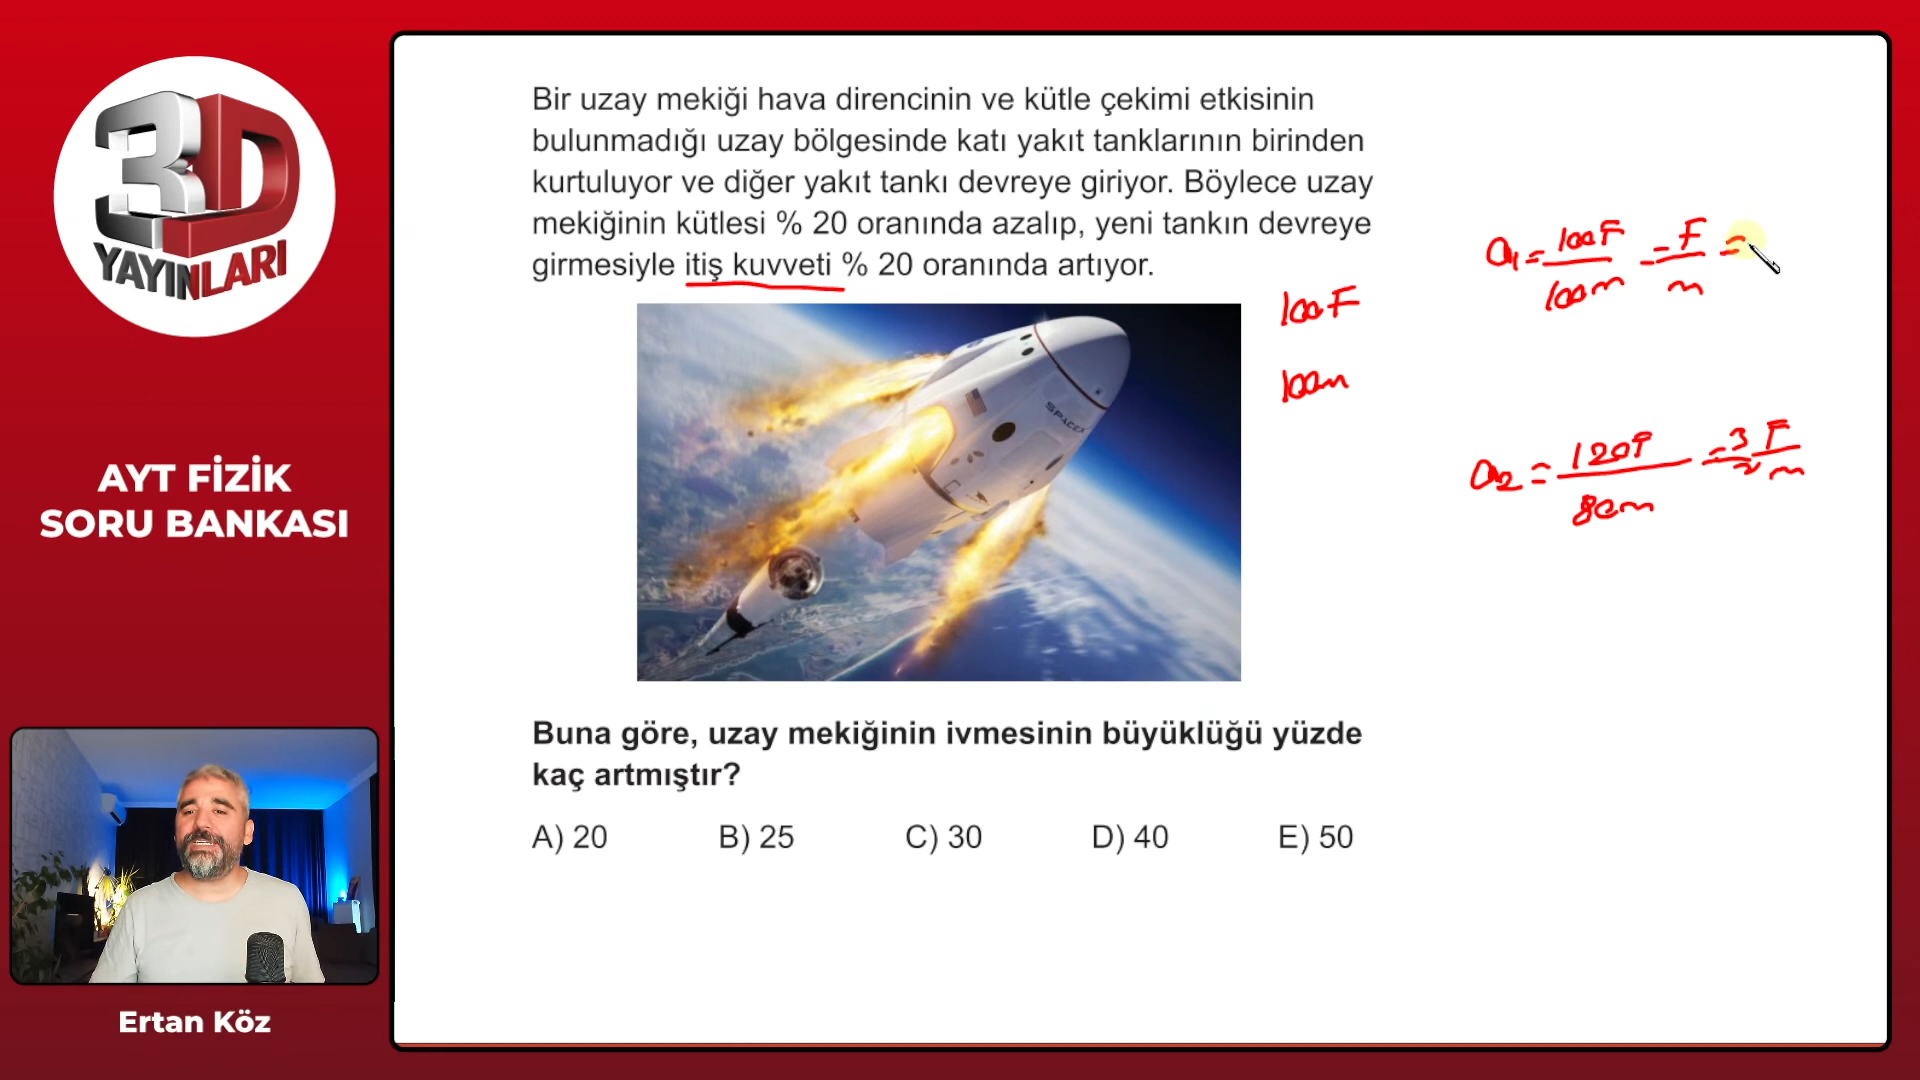 3D
YAYINLARI
AYT FİZİK
SORU BANKASI
Ertan Köz
Bir uzay mekiği hava direncinin ve kütle çekimi etkisinin
bulunmadığı uzay bölgesinde katı yakıt tanklarının birinden
kurtuluyor ve diğer yakıt tankı devreye giriyor. Böylece uzay
mekiğinin kütlesi % 20 oranında azalıp, yeni tankın devreye
girmesiyle itiş kuvveti % 20 oranında artıyor.
SPACEX
100F
100m
a1 = 100F/100m = F/m =
a2 = 120F/80m = 3/2 F/m
Buna göre, uzay mekiğinin ivmesinin büyüklüğü yüzde
kaç artmıştır?
A) 20 B) 25 C) 30 D) 40 E) 50